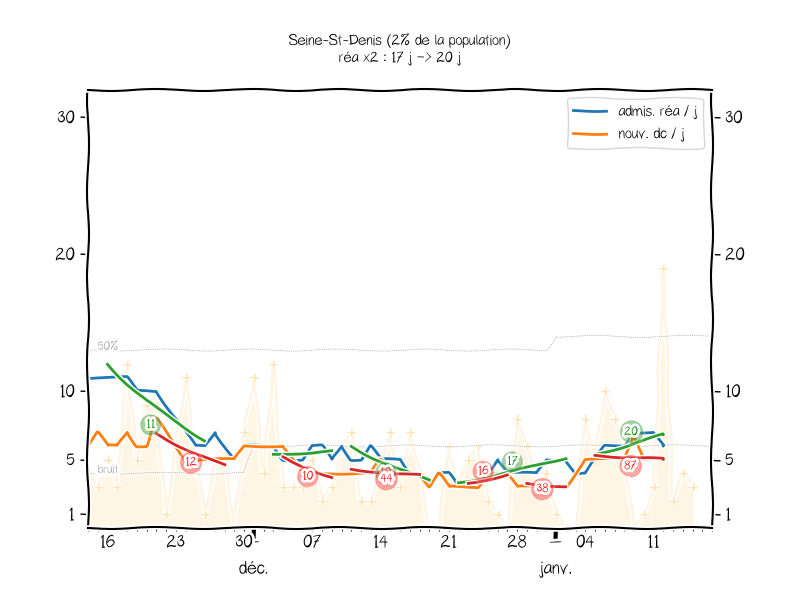 Seine-St-Denis (2% de la population)
réa x2 : 17 j -> 20 j
admis. réa / j
nouv. dc / j
30 30
20 20
50%
10 10
11 12 10 44 16 17 38 20 87
5 5
bruit
1 1
16 23 30 07 14 21 28 04 11
déc. janv.